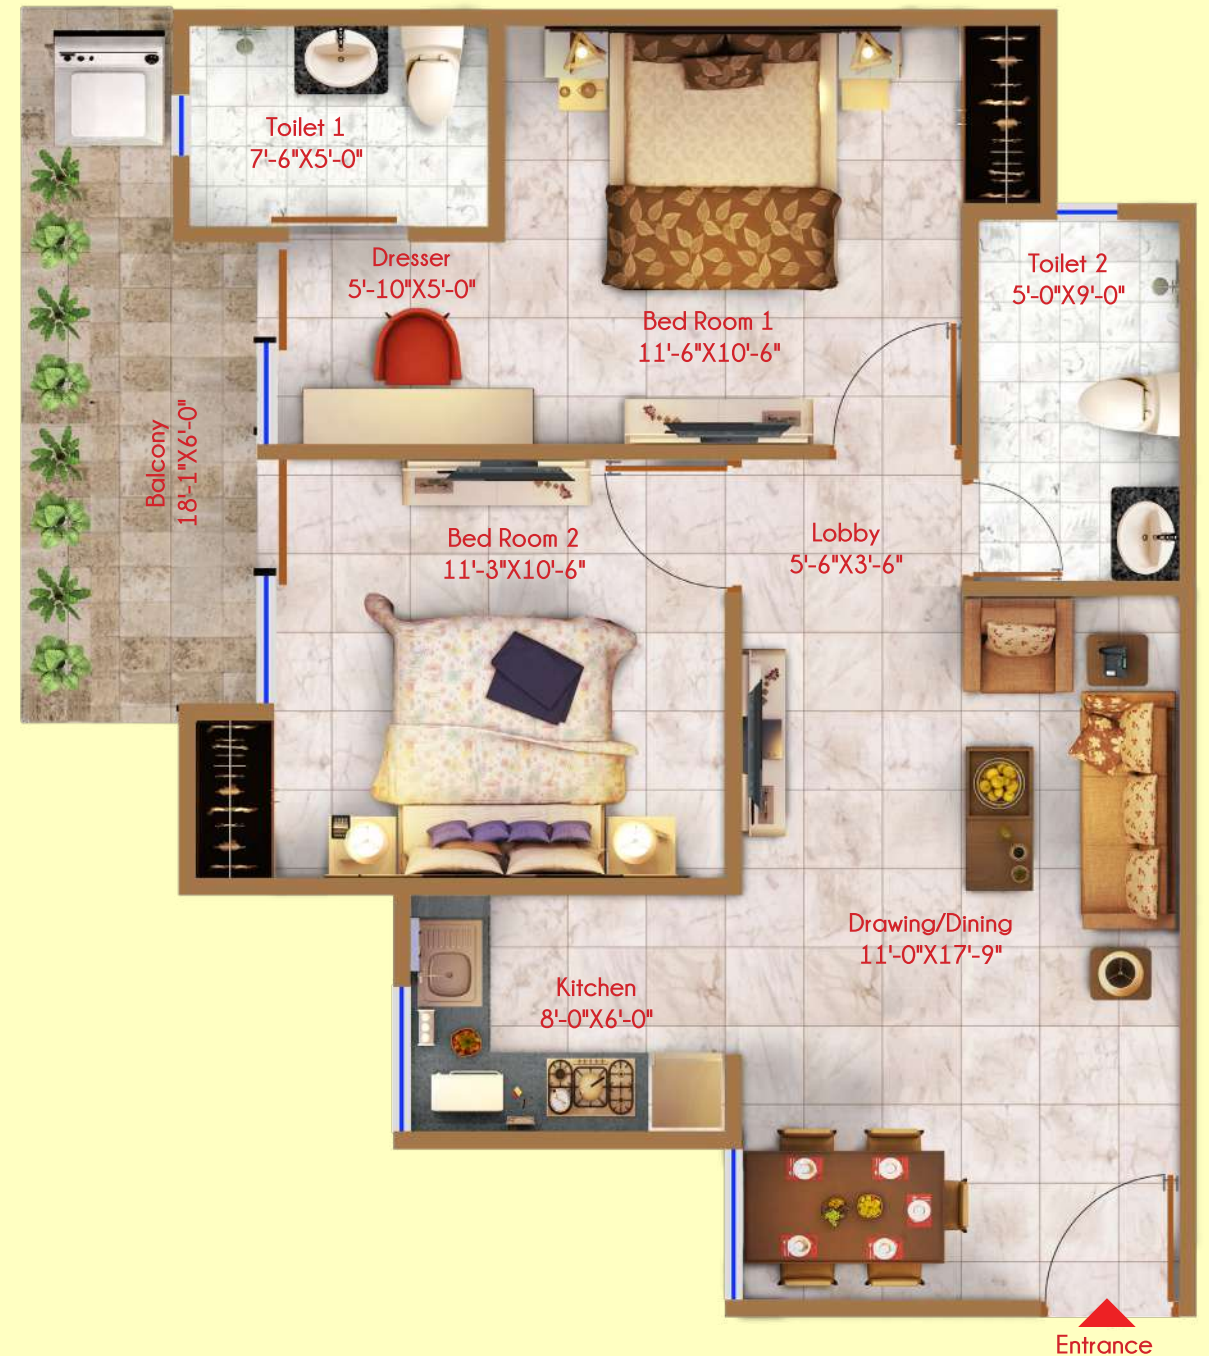 Toilet 1
7'-6"X5'-0"
Dresser
5'-10"X5'-0"
Bed Room 1
11'-6"X10'-6"
Toilet 2
5'-0"X9'-0"
Balcony
18'-1"X6'-0"
Bed Room 2
11'-3"X10'-6"
Lobby
5'-6"X3'-6"
Drawing/Dining
11'-0"X17'-9"
Kitchen
8'-0"X6'-0"
Entrance